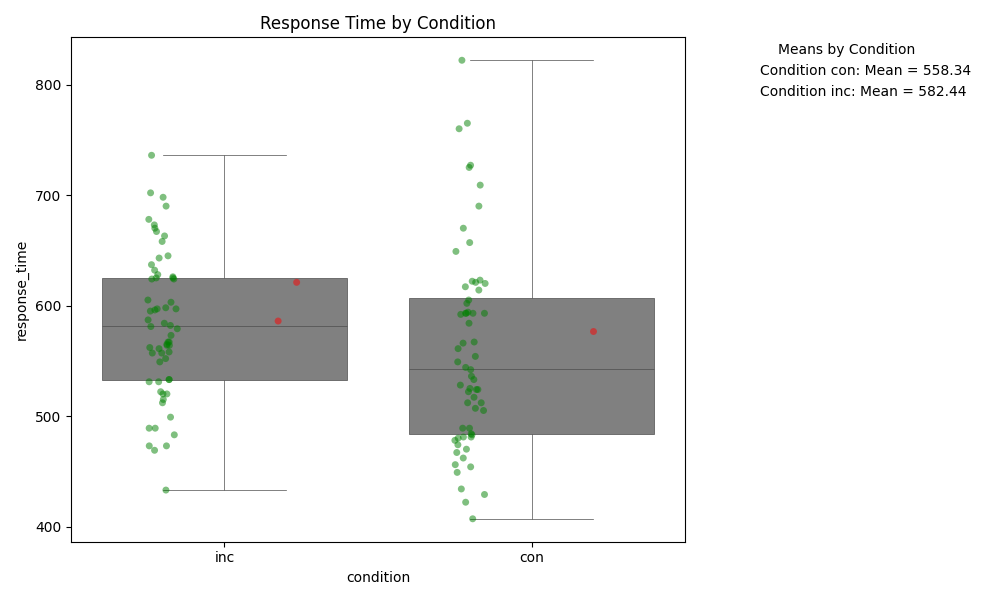 Response Time by Condition
Means by Condition
Condition con: Mean = 558.34
Condition inc: Mean = 582.44
response_time
800
700
600
500
400
inc
con
condition